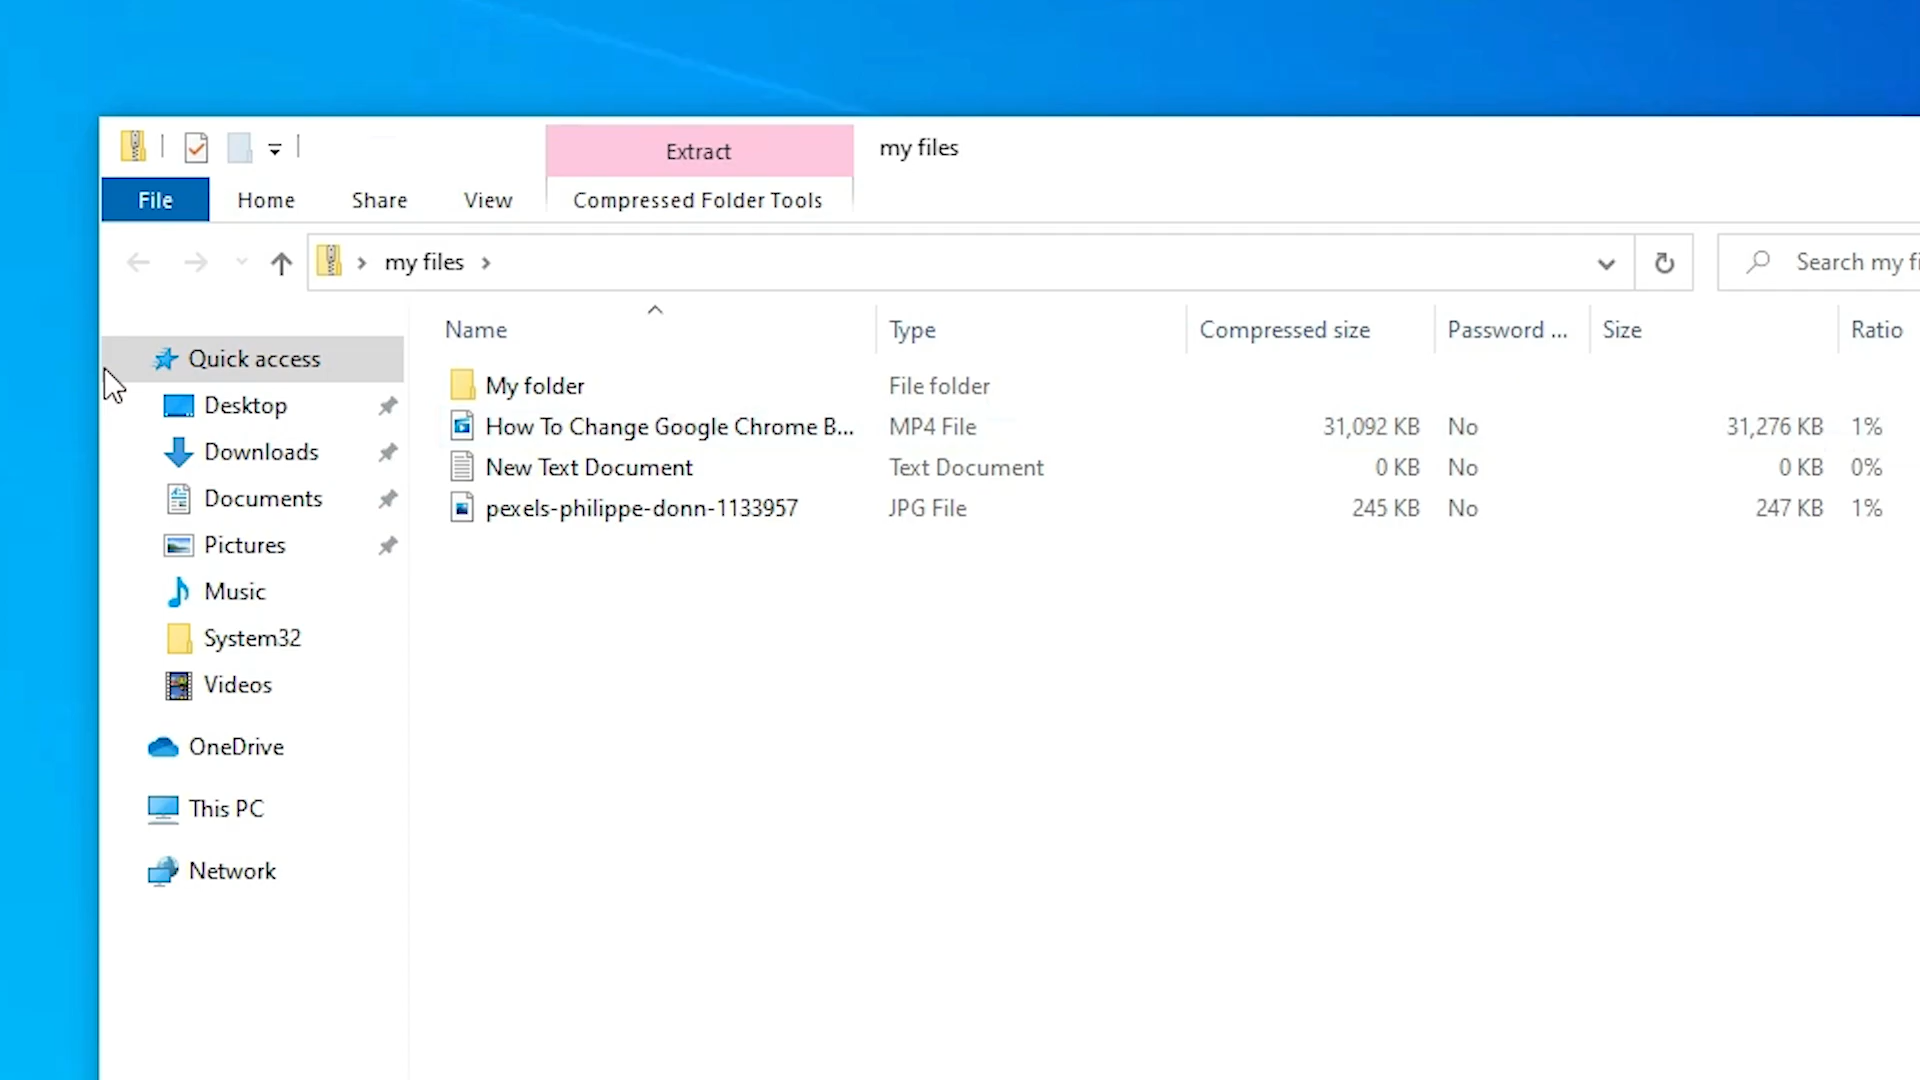 Extract
my files
File Home Share View Compressed Folder Tools
my files
Search my fi
Name Type Compressed size Password ... Size Ratio
Quick access
Desktop
Downloads
Documents
Pictures
Music
System32
Videos
OneDrive
This PC
Network
My folder File folder
How To Change Google Chrome B... MP4 File 31,092 KB No 31,276 KB 1%
New Text Document Text Document 0 KB No 0 KB 0%
pexels-philippe-donn-1133957 JPG File 245 KB No 247 KB 1%